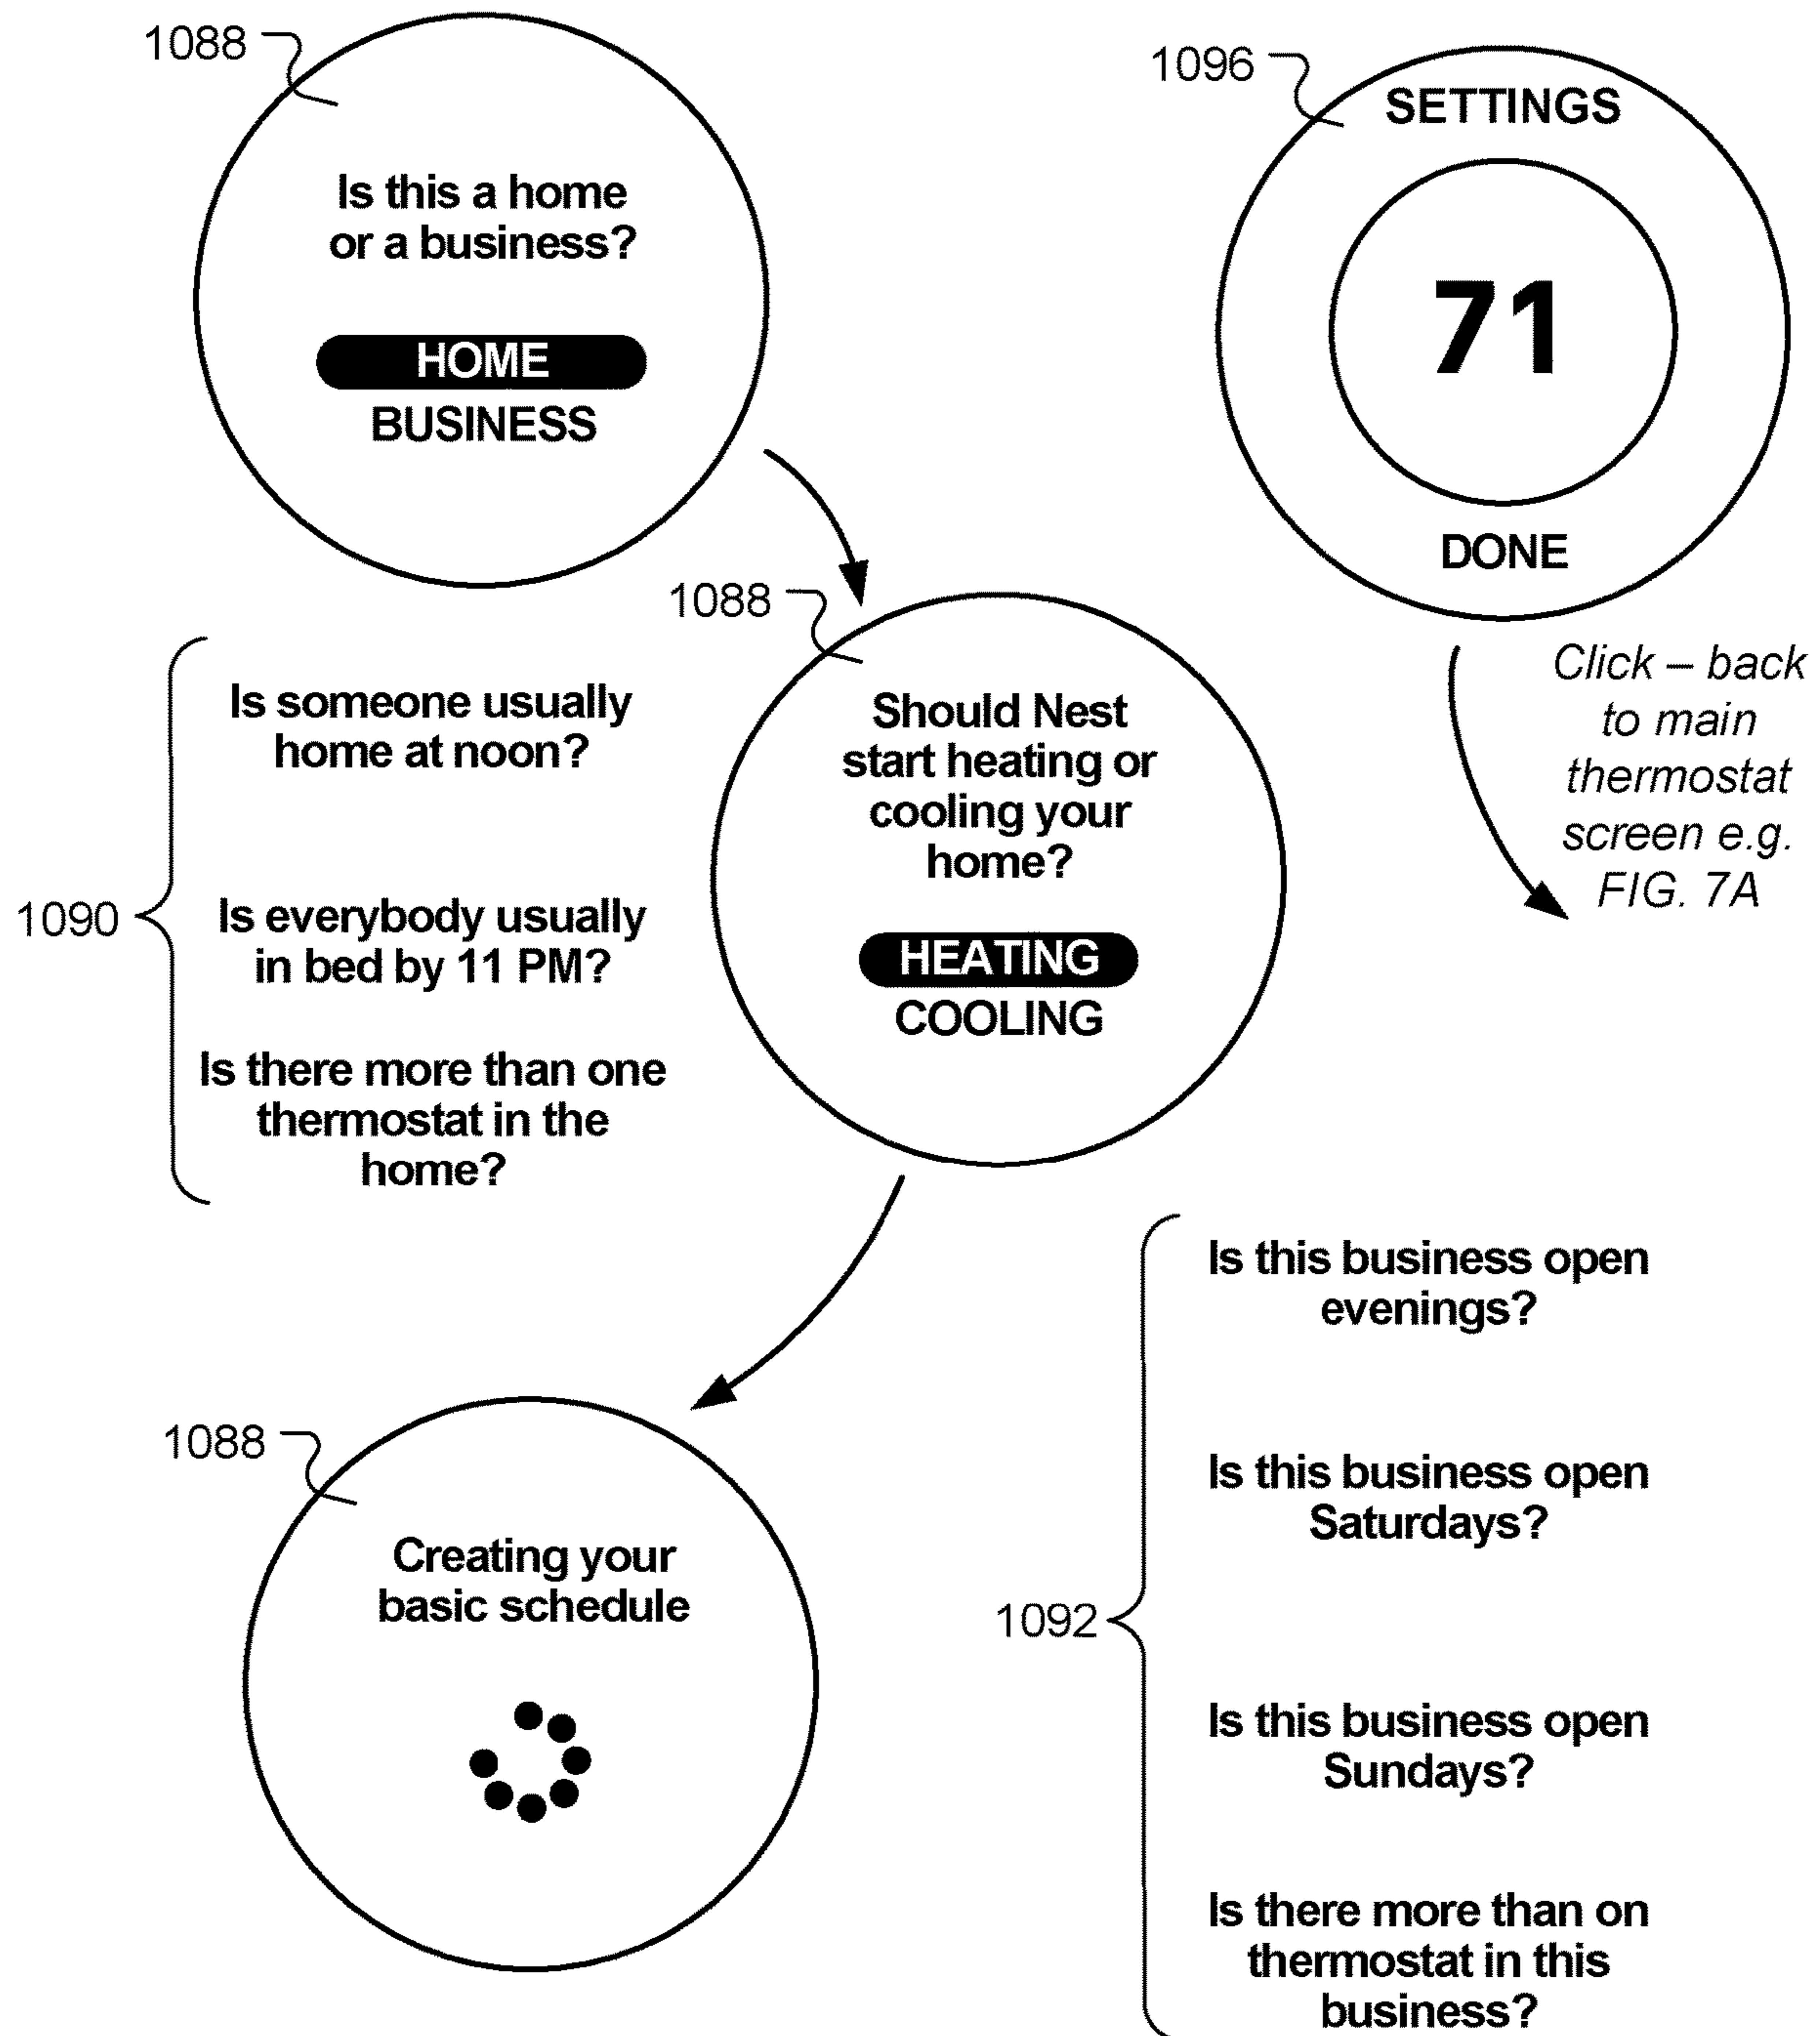 1088
Is this a home
or a business?
HOME
BUSINESS
1096
SETTINGS
71
DONE
Click – back
to main
thermostat
screen e.g.
FIG. 7A
1088
Should Nest
start heating or
cooling your
home?
HEATING
COOLING
1090
Is someone usually
home at noon?
Is everybody usually
in bed by 11 PM?
Is there more than one
thermostat in the
home?
1088
Creating your
basic schedule
1092
Is this business open
evenings?
Is this business open
Saturdays?
Is this business open
Sundays?
Is there more than on
thermostat in this
business?